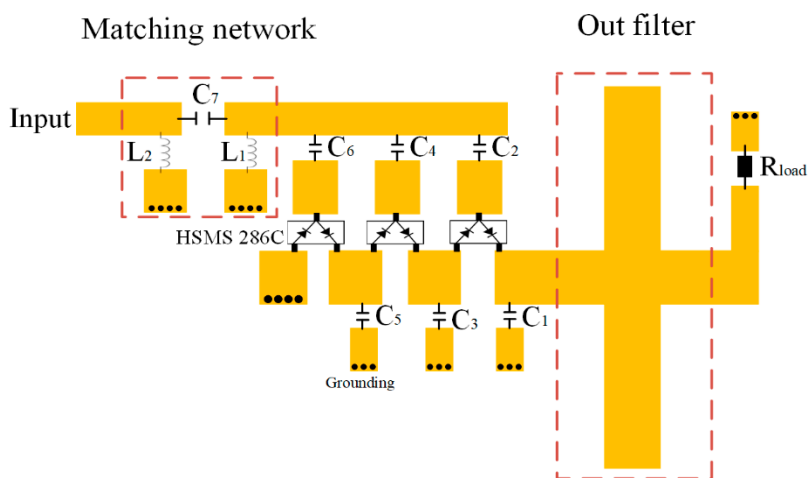 Matching network
Out filter
Input
C7
L2
L1
C6
C4
C2
Rload
HSMS 286C
C5
C3
C1
Grounding